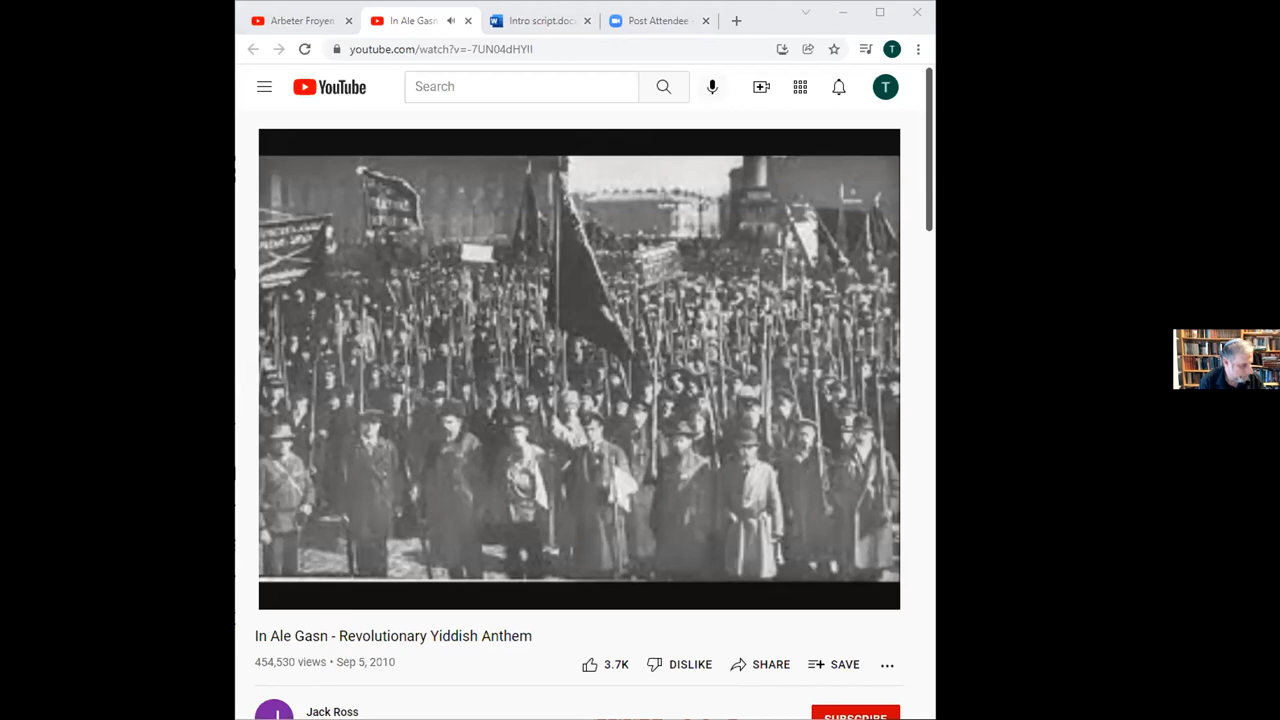 Arbeter Froyen
In Ale Gasn
Intro script.doc
Post Attendee
youtube.com/watch?v=-7UN04dHYII
YouTube
Search
T
In Ale Gasn - Revolutionary Yiddish Anthem
454,530 views • Sep 5, 2010
3.7K
DISLIKE
SHARE
SAVE
Jack Ross
SUBSCRIBE